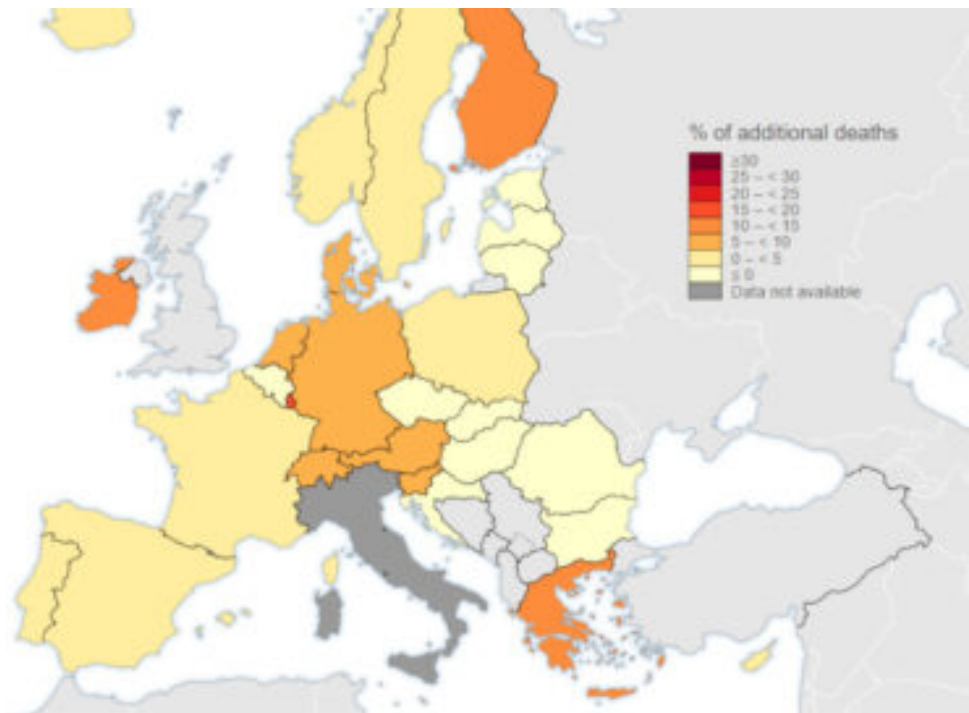 % of additional deaths
≥30
25 – < 30
20 – < 25
15 – < 20
10 – < 15
5 – < 10
0 – < 5
≤ 0
Data not available